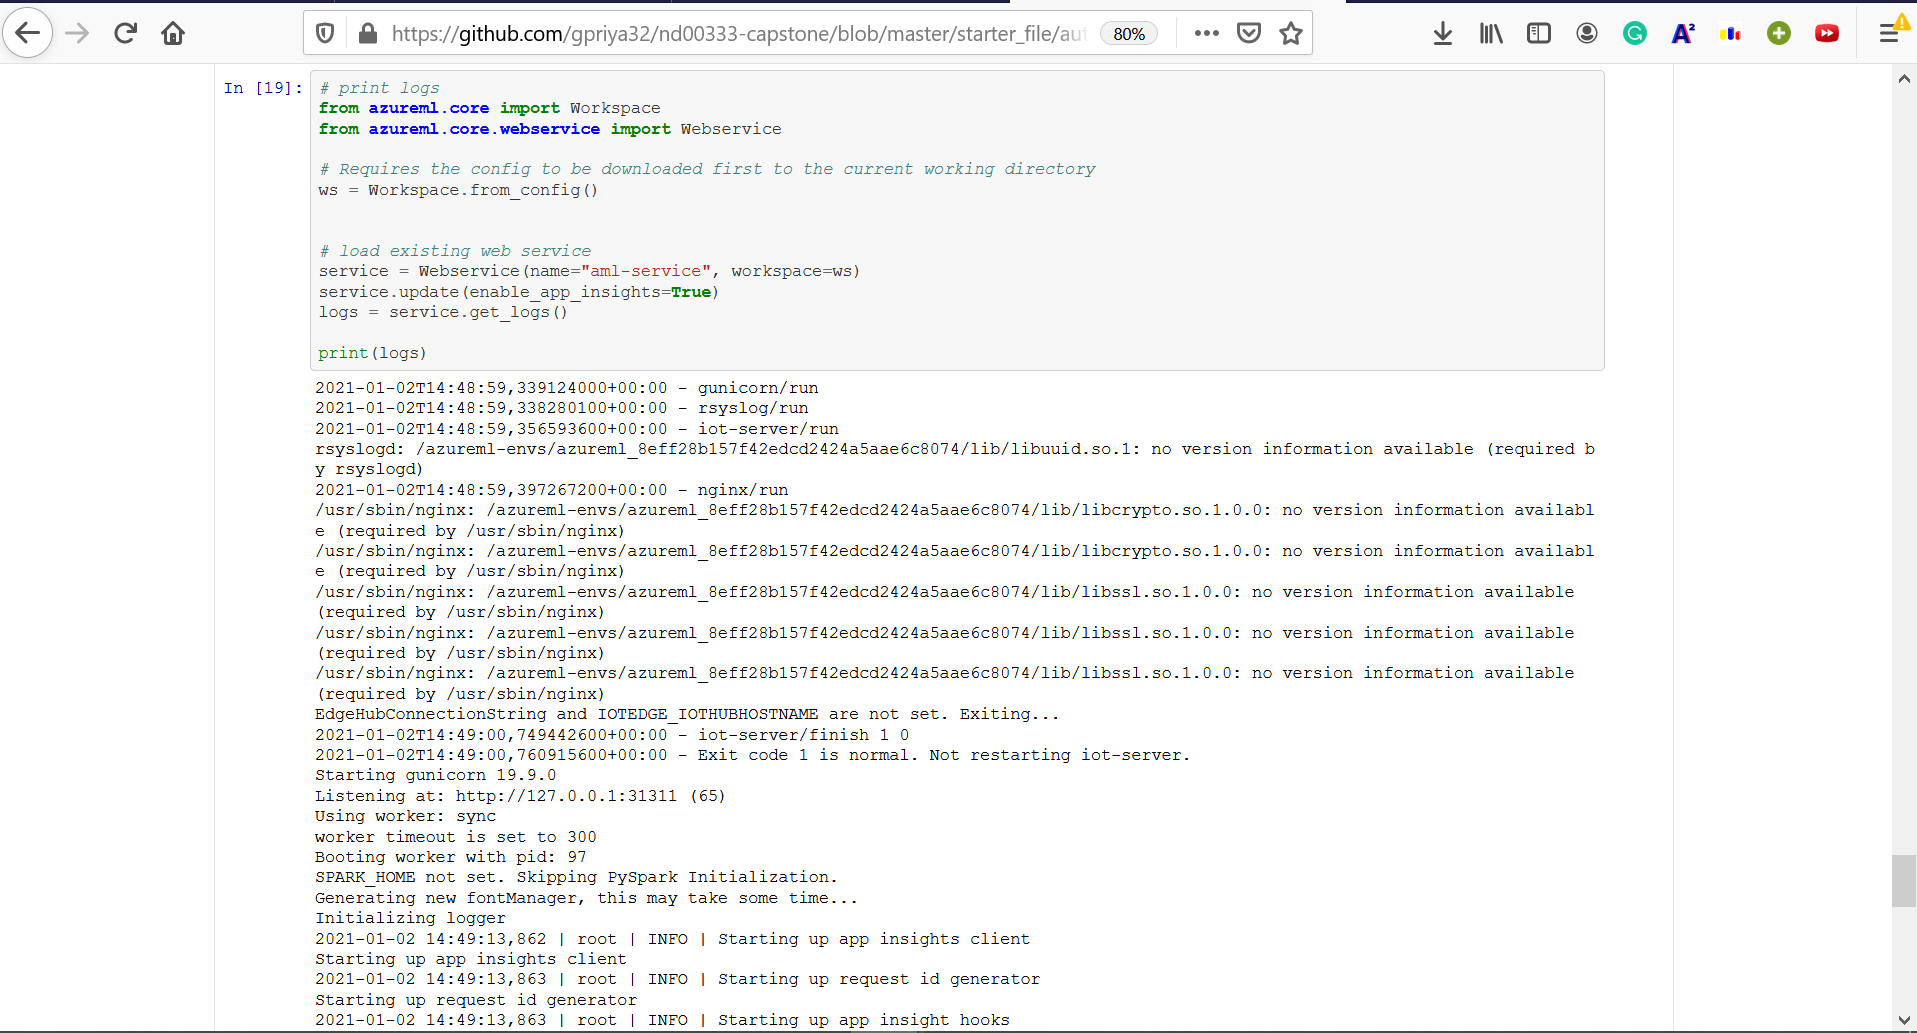 https://github.com/gpriya32/nd00333-capstone/blob/master/starter_file/aut 80%
In [19]:
# print logs
from azureml.core import Workspace
from azureml.core.webservice import Webservice
# Requires the config to be downloaded first to the current working directory
ws = Workspace.from_config()
# load existing web service
service = Webservice(name="aml-service", workspace=ws)
service.update(enable_app_insights=True)
logs = service.get_logs()
print(logs)
2021-01-02T14:48:59,339124000+00:00 - gunicorn/run
2021-01-02T14:48:59,338280100+00:00 - rsyslog/run
2021-01-02T14:48:59,356593600+00:00 - iot-server/run
rsyslogd: /azureml-envs/azureml_8eff28b157f42edcd2424a5aae6c8074/lib/libuuid.so.1: no version information available (required b
y rsyslogd)
2021-01-02T14:48:59,397267200+00:00 - nginx/run
/usr/sbin/nginx: /azureml-envs/azureml_8eff28b157f42edcd2424a5aae6c8074/lib/libcrypto.so.1.0.0: no version information availabl
e (required by /usr/sbin/nginx)
/usr/sbin/nginx: /azureml-envs/azureml_8eff28b157f42edcd2424a5aae6c8074/lib/libcrypto.so.1.0.0: no version information availabl
e (required by /usr/sbin/nginx)
/usr/sbin/nginx: /azureml-envs/azureml_8eff28b157f42edcd2424a5aae6c8074/lib/libssl.so.1.0.0: no version information available
(required by /usr/sbin/nginx)
/usr/sbin/nginx: /azureml-envs/azureml_8eff28b157f42edcd2424a5aae6c8074/lib/libssl.so.1.0.0: no version information available
(required by /usr/sbin/nginx)
/usr/sbin/nginx: /azureml-envs/azureml_8eff28b157f42edcd2424a5aae6c8074/lib/libssl.so.1.0.0: no version information available
(required by /usr/sbin/nginx)
EdgeHubConnectionString and IOTEDGE_IOTHUBHOSTNAME are not set. Exiting...
2021-01-02T14:49:00,749442600+00:00 - iot-server/finish 1 0
2021-01-02T14:49:00,760915600+00:00 - Exit code 1 is normal. Not restarting iot-server.
Starting gunicorn 19.9.0
Listening at: http://127.0.0.1:31311 (65)
Using worker: sync
worker timeout is set to 300
Booting worker with pid: 97
SPARK_HOME not set. Skipping PySpark Initialization.
Generating new fontManager, this may take some time...
Initializing logger
2021-01-02 14:49:13,862 | root | INFO | Starting up app insights client
Starting up app insights client
2021-01-02 14:49:13,863 | root | INFO | Starting up request id generator
Starting up request id generator
2021-01-02 14:49:13,863 | root | INFO | Starting up app insight hooks